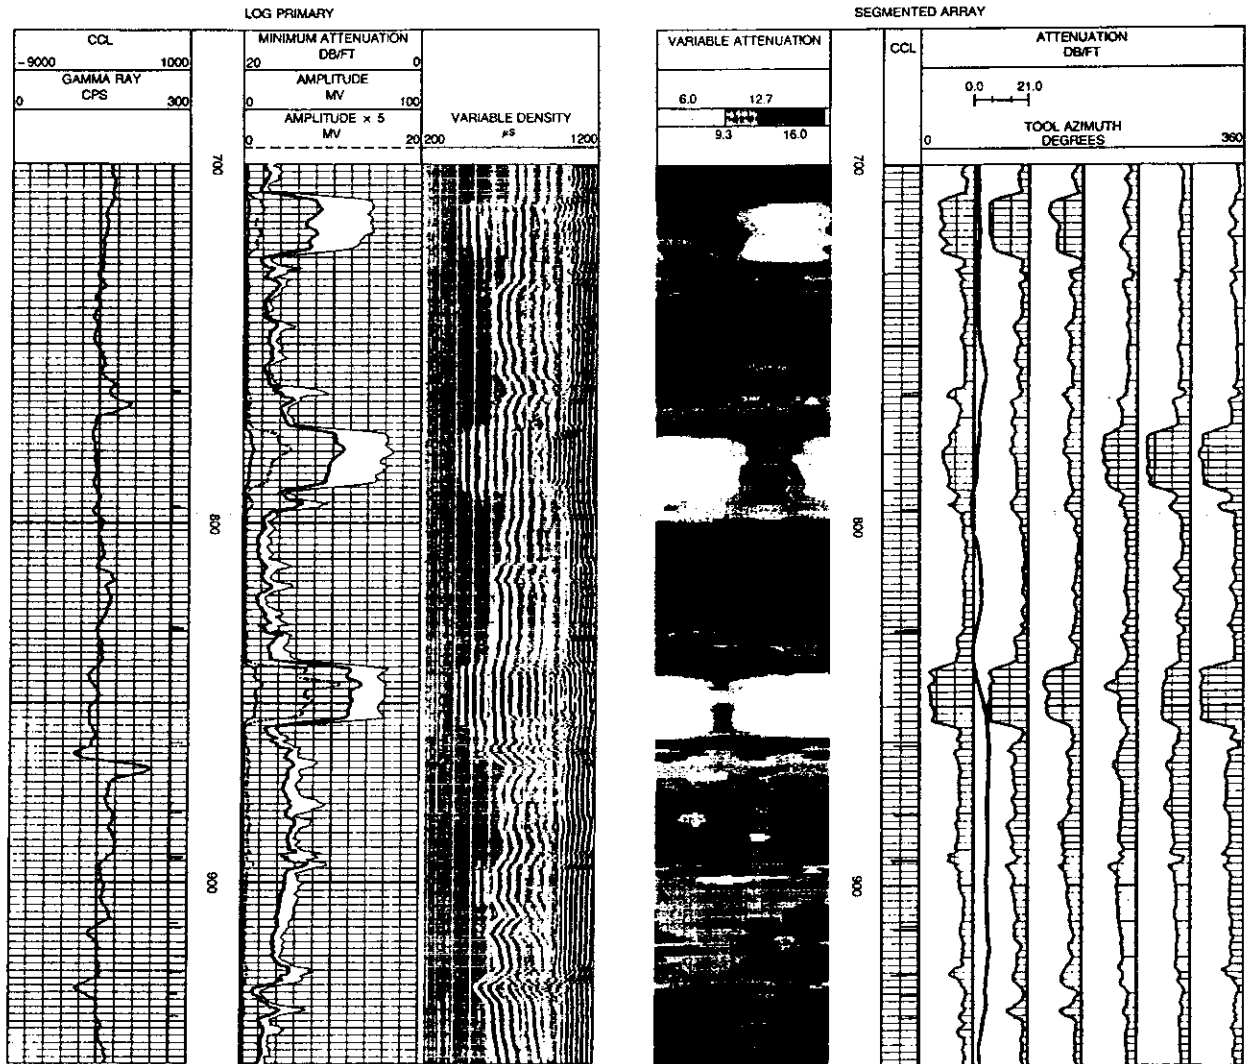 LOG PRIMARY
CCL
-9000 1000
GAMMA RAY
CPS
0 300
MINIMUM ATTENUATION
DB/FT
20 0
AMPLITUDE
MV
0 100
AMPLITUDE × 5
MV
0 20
VARIABLE DENSITY
µS
200 1200
700
800
900
SEGMENTED ARRAY
VARIABLE ATTENUATION
6.0 12.7
9.3 16.0
CCL
ATTENUATION
DB/FT
0.0 21.0
TOOL AZIMUTH
DEGREES
0 360
700
800
900